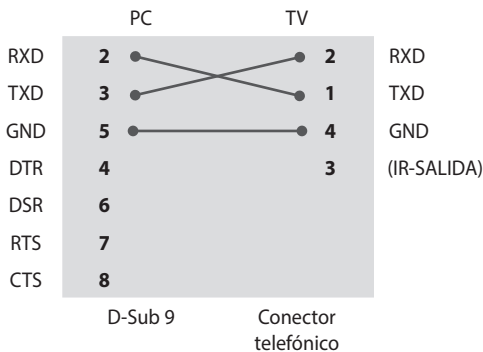 PC TV
RXD 2 2 RXD
TXD 3 1 TXD
GND 5 4 GND
DTR 4 3 (IR-SALIDA)
DSR 6
RTS 7
CTS 8
D-Sub 9 Conector
telefónico